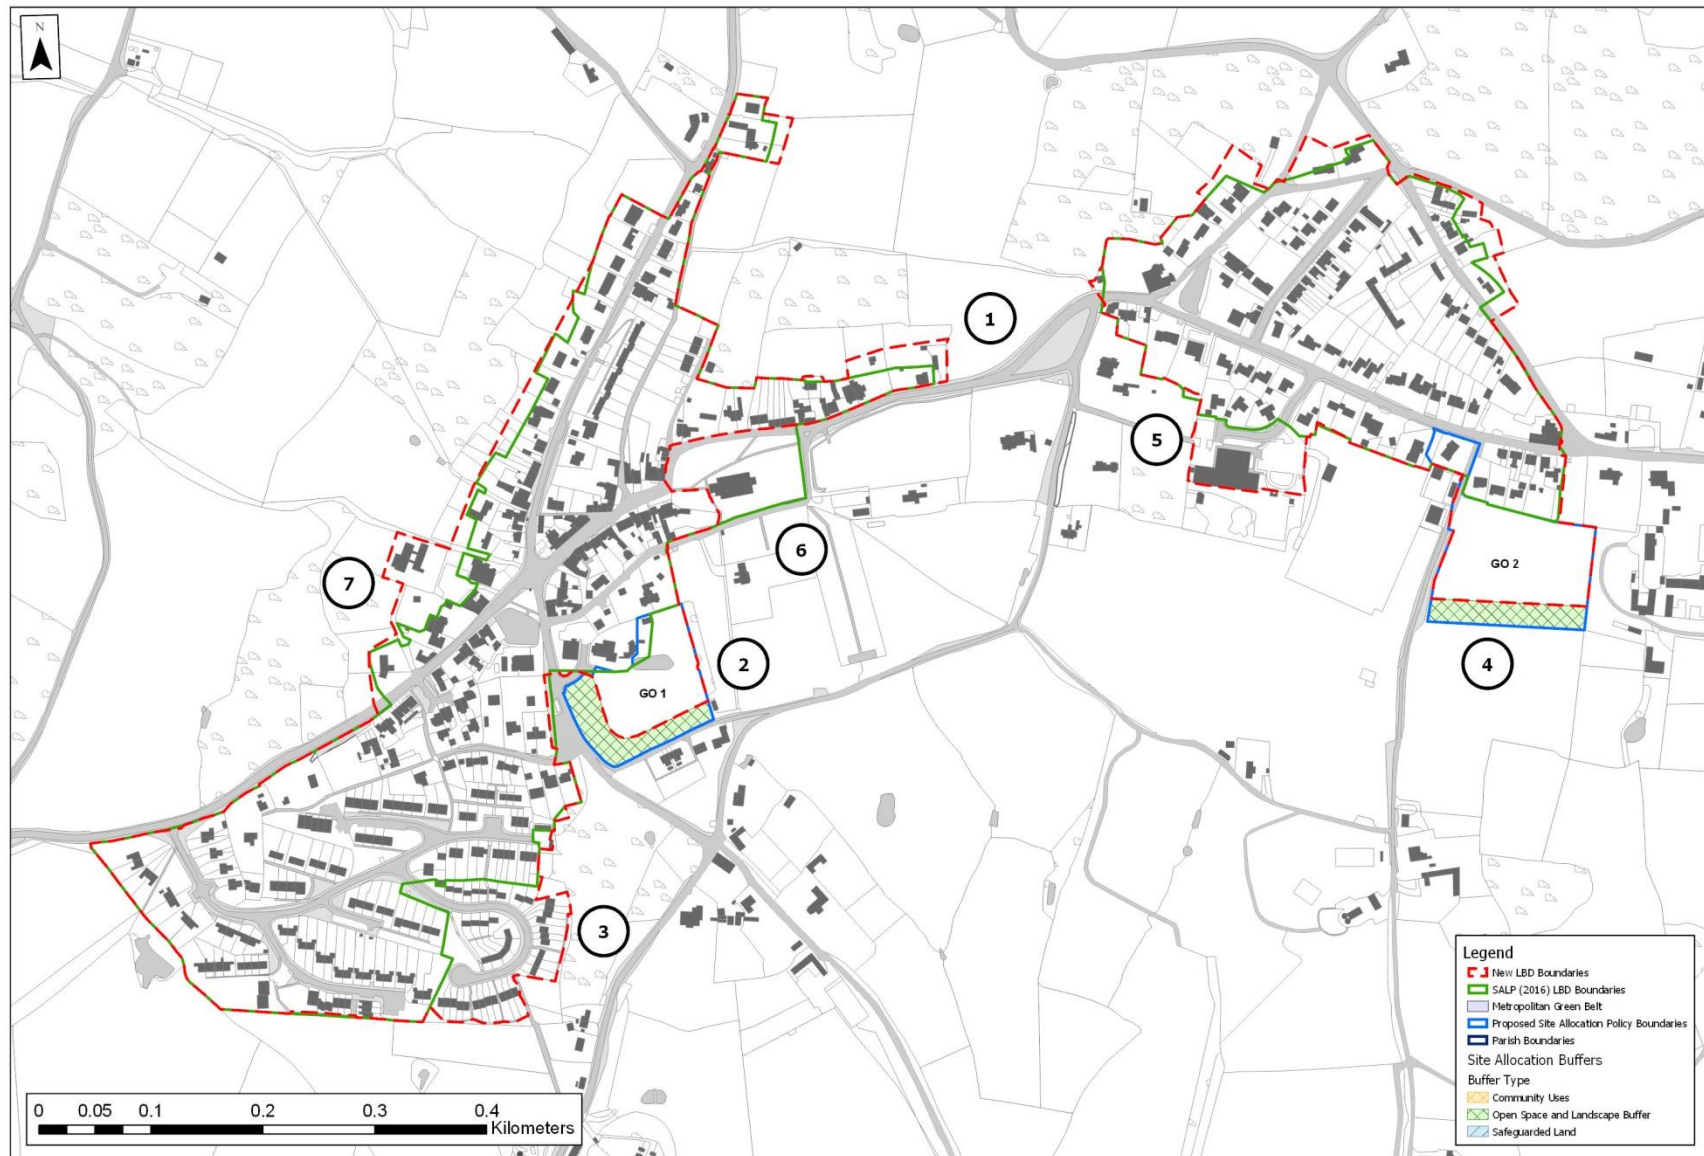 N
1
5
6
7
GO 2
2
4
GO 1
3
Legend
New LBD Boundaries
SALP (2016) LBD Boundaries
Metropolitan Green Belt
Proposed Site Allocation Policy Boundaries
Parish Boundaries
Site Allocation Buffers
Buffer Type
Community Uses
Open Space and Landscape Buffer
Safeguarded Land
0 0.05 0.1 0.2 0.3 0.4
Kilometers